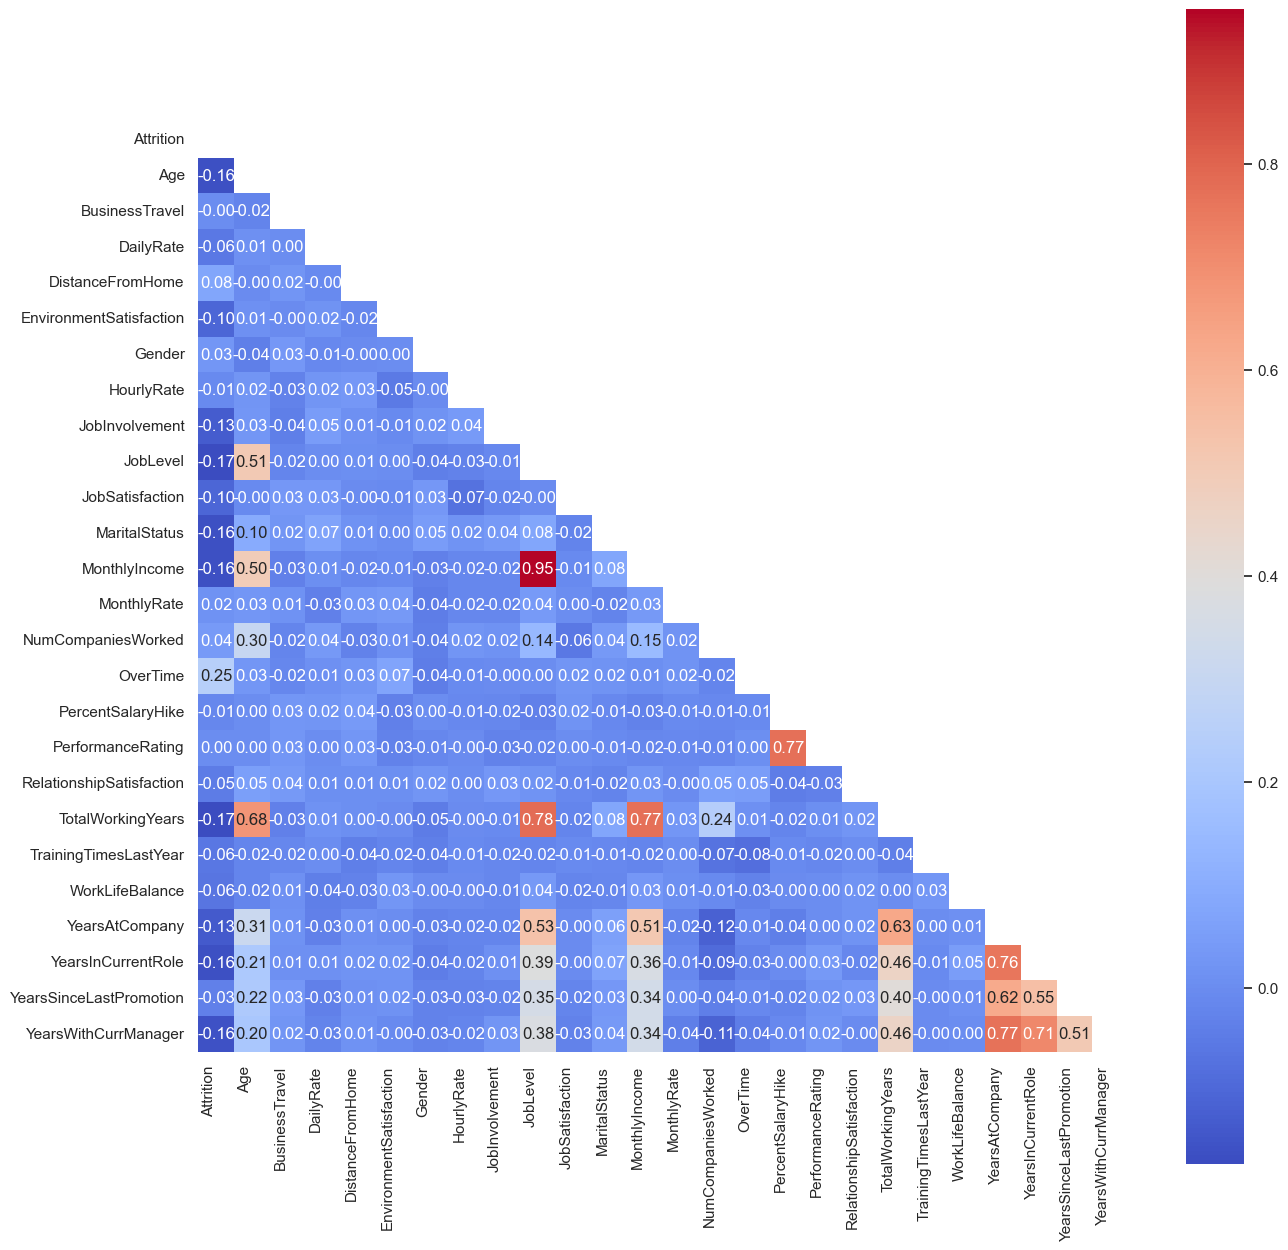 Attrition
Age -0.16
BusinessTravel -0.00 -0.02
DailyRate -0.06 0.01 0.00
DistanceFromHome 0.08 -0.00 0.02 -0.00
EnvironmentSatisfaction -0.10 0.01 -0.00 0.02 -0.02
Gender 0.03 -0.04 0.03 -0.01 -0.00 0.00
HourlyRate -0.01 0.02 -0.03 0.02 0.03 -0.05 -0.00
JobInvolvement -0.13 0.03 -0.04 0.05 0.01 -0.01 0.02 0.04
JobLevel -0.17 0.51 -0.02 0.00 0.01 0.00 -0.04 -0.03 -0.01
JobSatisfaction -0.10 -0.00 0.03 0.03 -0.00 -0.01 0.03 -0.07 -0.02 -0.00
MaritalStatus -0.16 0.10 0.02 0.07 0.01 0.00 0.05 0.02 0.04 0.08 -0.02
MonthlyIncome -0.16 0.50 -0.03 0.01 -0.02 -0.01 -0.03 -0.02 -0.02 0.95 -0.01 0.08
MonthlyRate 0.02 0.03 0.01 -0.03 0.03 0.04 -0.04 -0.02 -0.02 0.04 0.00 -0.02 0.03
NumCompaniesWorked 0.04 0.30 -0.02 0.04 -0.03 0.01 -0.04 0.02 0.02 0.14 -0.06 0.04 0.15 0.02
OverTime 0.25 0.03 -0.02 0.01 0.03 0.07 -0.04 -0.01 -0.00 0.00 0.02 0.02 0.01 0.02 -0.02
PercentSalaryHike -0.01 0.00 0.03 0.02 0.04 -0.03 0.00 -0.01 -0.02 -0.03 0.02 -0.01 -0.03 -0.01 -0.01 -0.01
PerformanceRating 0.00 0.00 0.03 0.00 0.03 -0.03 -0.01 -0.00 -0.03 -0.02 0.00 -0.01 -0.02 -0.01 -0.01 0.00 0.77
RelationshipSatisfaction -0.05 0.05 0.04 0.01 0.01 0.01 0.02 0.00 0.03 0.02 -0.01 -0.02 0.03 -0.00 0.05 0.05 -0.04 -0.03
TotalWorkingYears -0.17 0.68 -0.03 0.01 0.00 -0.00 -0.05 -0.00 -0.01 0.78 -0.02 0.08 0.77 0.03 0.24 0.01 -0.02 0.01 0.02
TrainingTimesLastYear -0.06 -0.02 -0.02 0.00 -0.04 -0.02 -0.04 -0.01 -0.02 -0.02 -0.01 -0.01 -0.02 0.00 -0.07 -0.08 -0.01 -0.02 0.00 -0.04
WorkLifeBalance -0.06 -0.02 0.01 -0.04 -0.03 0.03 -0.00 -0.00 -0.01 0.04 -0.02 -0.01 0.03 0.01 -0.01 -0.03 -0.00 0.00 0.02 0.00 0.03
YearsAtCompany -0.13 0.31 0.01 -0.03 0.01 0.00 -0.03 -0.02 -0.02 0.53 -0.00 0.06 0.51 -0.02 -0.12 -0.01 -0.04 0.00 0.02 0.63 0.00 0.01
YearsInCurrentRole -0.16 0.21 0.01 0.01 0.02 0.02 -0.04 -0.02 0.01 0.39 -0.00 0.07 0.36 -0.01 -0.09 -0.03 -0.00 0.03 -0.02 0.46 -0.01 0.05 0.76
YearsSinceLastPromotion -0.03 0.22 0.03 -0.03 0.01 0.02 -0.03 -0.03 -0.02 0.35 -0.02 0.04 0.34 0.00 -0.04 -0.01 -0.02 0.02 0.03 0.40 -0.00 0.01 0.62 0.55
YearsWithCurrManager -0.16 0.20 0.02 -0.03 0.01 -0.00 -0.03 -0.02 0.03 0.38 -0.03 0.04 0.34 -0.04 -0.11 -0.04 -0.01 0.02 -0.00 0.46 -0.00 0.00 0.77 0.71 0.51
Attrition
Age
BusinessTravel
DailyRate
DistanceFromHome
EnvironmentSatisfaction
Gender
HourlyRate
JobInvolvement
JobLevel
JobSatisfaction
MaritalStatus
MonthlyIncome
MonthlyRate
NumCompaniesWorked
OverTime
PercentSalaryHike
PerformanceRating
RelationshipSatisfaction
TotalWorkingYears
TrainingTimesLastYear
WorkLifeBalance
YearsAtCompany
YearsInCurrentRole
YearsSinceLastPromotion
YearsWithCurrManager
0.8
0.6
0.4
0.2
0.0